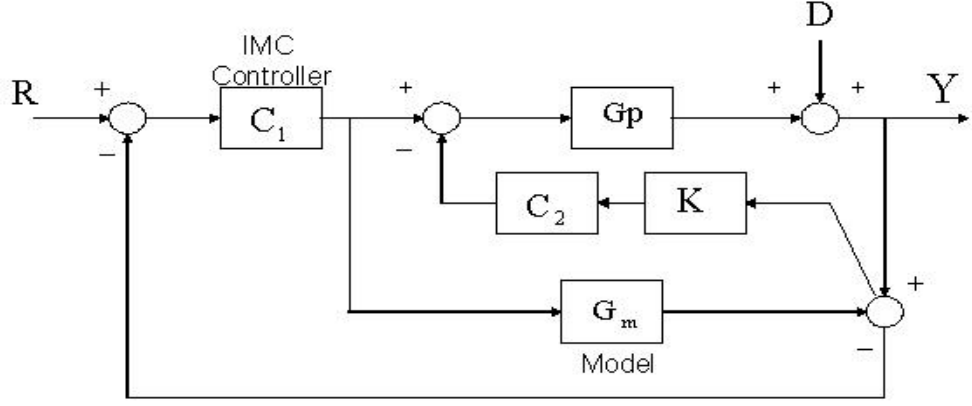 D
IMC
Controller
R
+
C1
+
Gp
+
+
Y
−
−
C2
K
+
Gm
−
Model